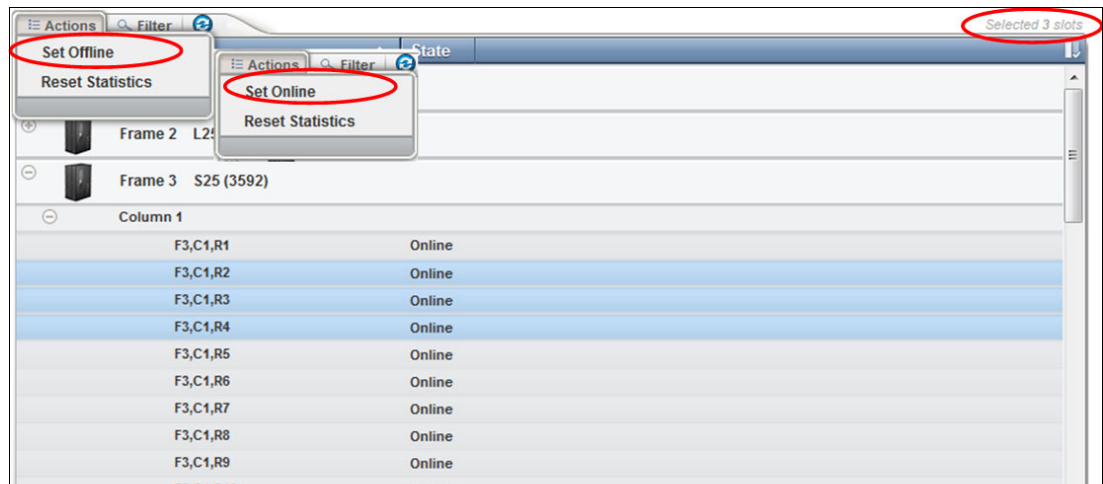 Actions Filter Selected 3 slots
Set Offline State
Reset Statistics Actions Filter
Set Online
Reset Statistics
Frame 2
Frame 3 S25 (3592)
Column 1
F3,C1,R1 Online
F3,C1,R2 Online
F3,C1,R3 Online
F3,C1,R4 Online
F3,C1,R5 Online
F3,C1,R6 Online
F3,C1,R7 Online
F3,C1,R8 Online
F3,C1,R9 Online